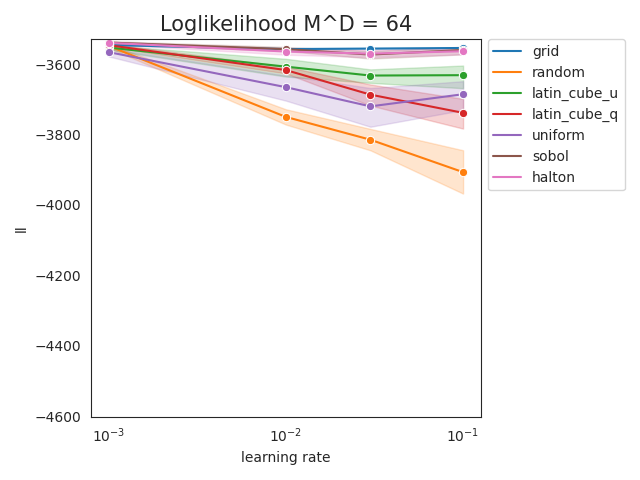 Loglikelihood M^D = 64
grid
random
latin_cube_u
latin_cube_q
uniform
sobol
halton
ll
−3600
−3800
−4000
−4200
−4400
−4600
10⁻³ 10⁻² 10⁻¹
learning rate